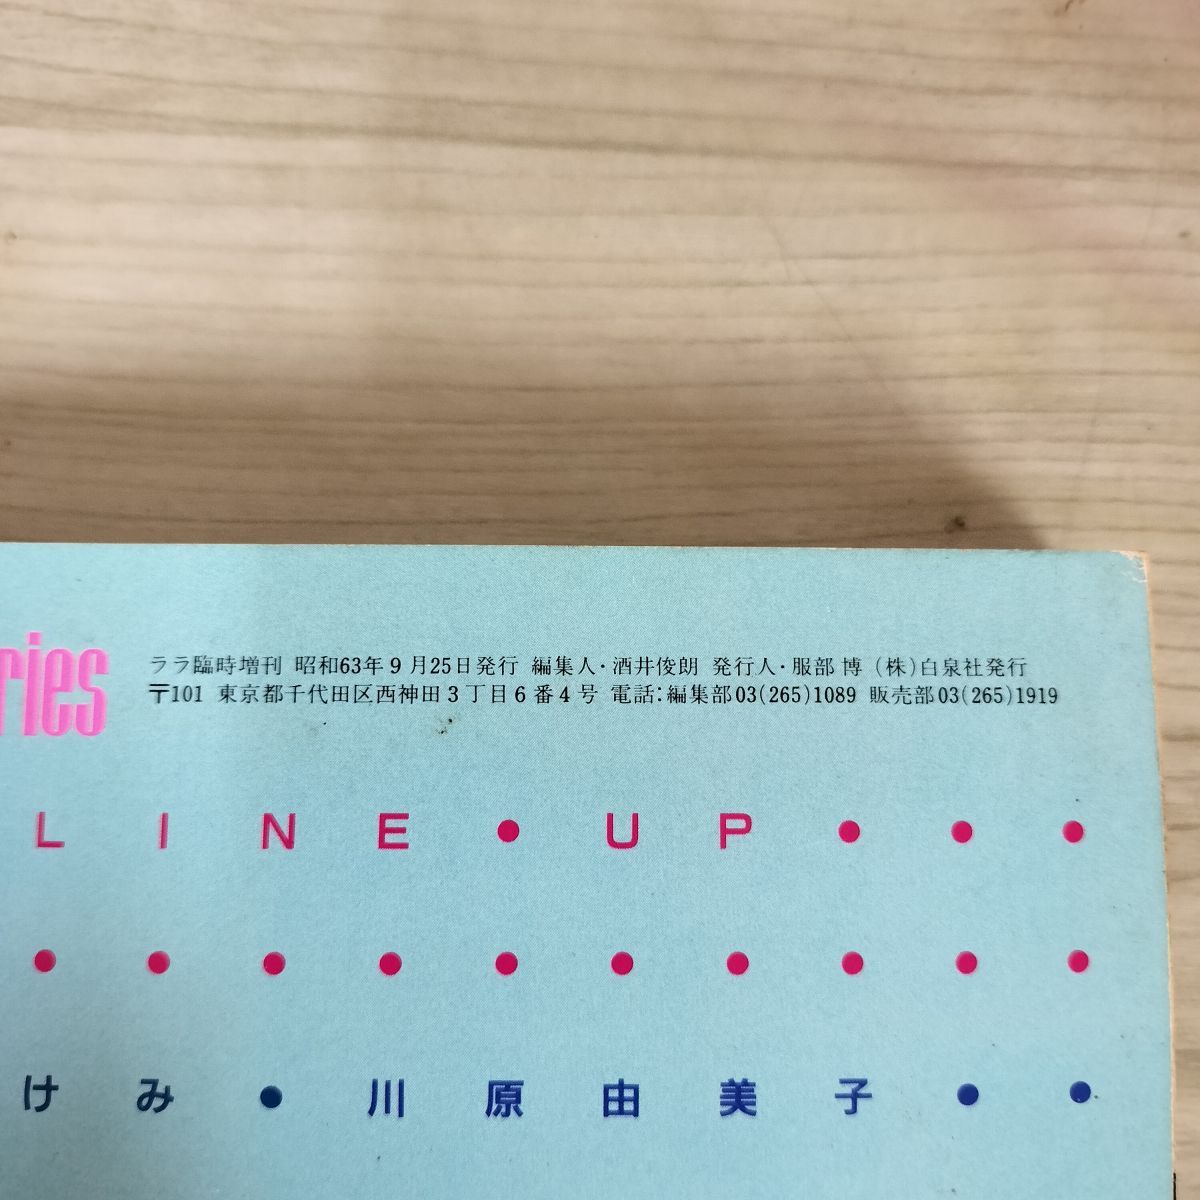 ries
ララ臨時増刊 昭和63年9月25日発行 編集人・酒井俊朗 発行人・服部 博 (株)白泉社発行
〒101 東京都千代田区西神田3丁目6番4号 電話:編集部03(265)1089 販売部03(265)1919
LINE●UP●●●
●●●●●●●●●●
けみ●川原由美子●●